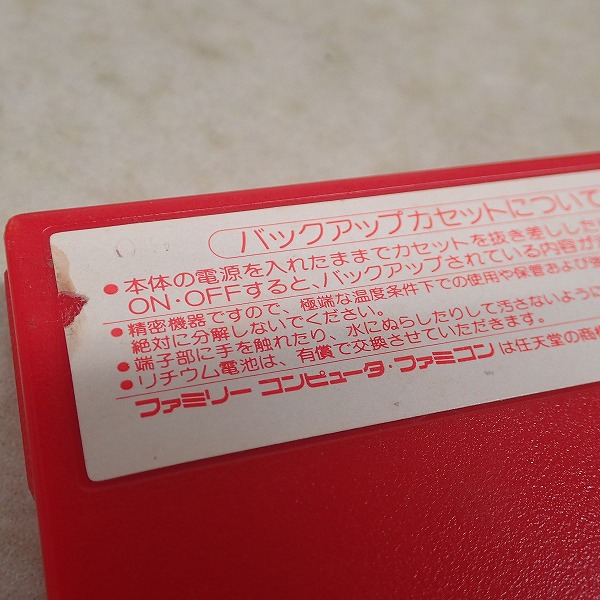 バックアップカセットについて
●本体の電源を入れたままでカセットを抜き差ししたり
ON・OFFすると、バックアップされている内容が
●精密機器ですので、極端な温度条件下での使用や保管および強
絶対に分解しないでください。
●端子部に手を触れたり、水にぬらしたりして汚さないように
●リチウム電池は、有償で交換させていただきます。
ファミリー コンピュータ・ファミコンは任天堂の商標